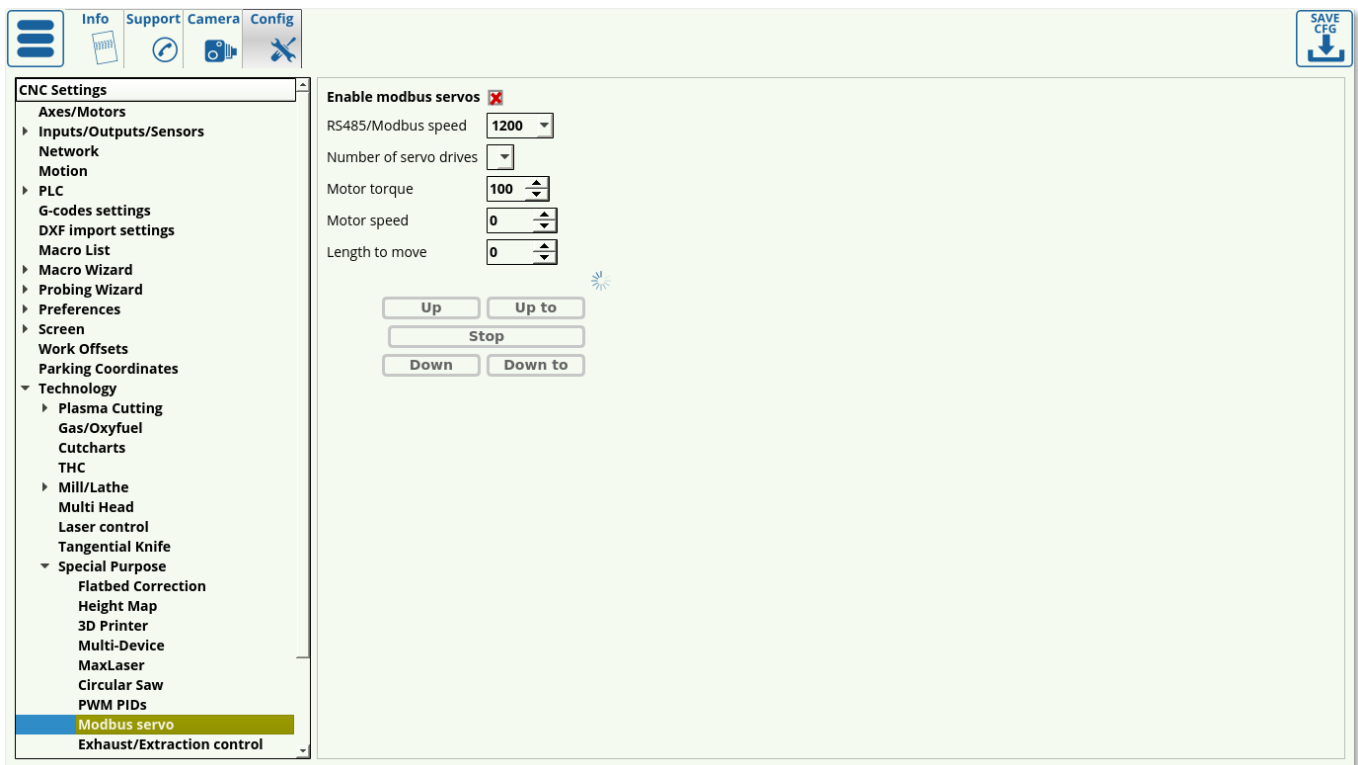 Info Support Camera Config
SAVE
CFG
CNC Settings
Axes/Motors
Inputs/Outputs/Sensors
Network
Motion
PLC
G-codes settings
DXF import settings
Macro List
Macro Wizard
Probing Wizard
Preferences
Screen
Work Offsets
Parking Coordinates
Technology
Plasma Cutting
Gas/Oxyfuel
Cutcharts
THC
Mill/Lathe
Multi Head
Laser control
Tangential Knife
Special Purpose
Flatbed Correction
Height Map
3D Printer
Multi-Device
MaxLaser
Circular Saw
PWM PIDs
Modbus servo
Exhaust/Extraction control
Enable modbus servos
RS485/Modbus speed 1200
Number of servo drives
Motor torque 100
Motor speed 0
Length to move 0
Up Up to
Stop
Down Down to